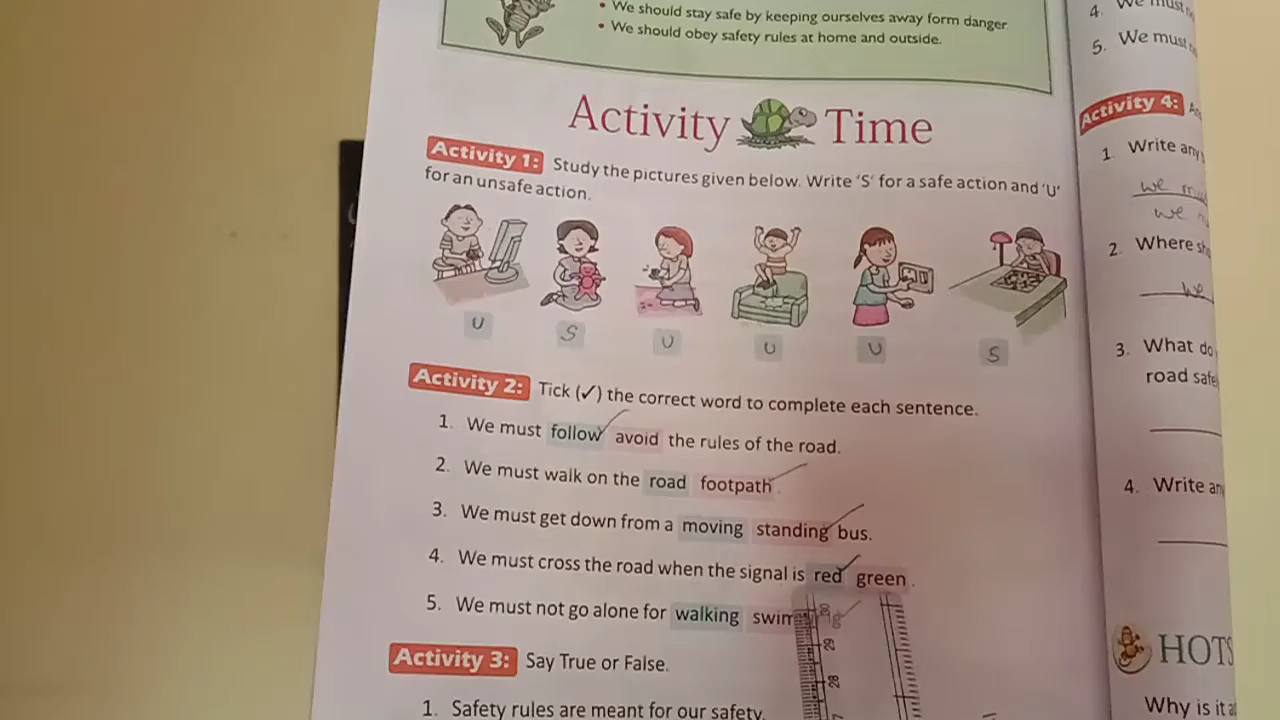 • We should stay safe by keeping ourselves away form danger
• We should obey safety rules at home and outside.
Activity Time
Activity 1: Study the pictures given below. Write 'S' for a safe action and 'U'
for an unsafe action.
U S U U U S
Activity 2: Tick (✓) the correct word to complete each sentence.
1. We must follow avoid the rules of the road.
2. We must walk on the road footpath.
3. We must get down from a moving standing bus.
4. We must cross the road when the signal is red green.
5. We must not go alone for walking swim
Activity 3: Say True or False.
1. Safety rules are meant for our safety.
30
29
28
4. We must
5. We must
Activity 4:
1. Write any
we
we
2. Where
we
3. What do
road safe
4. Write an
HOTS
Why is it a